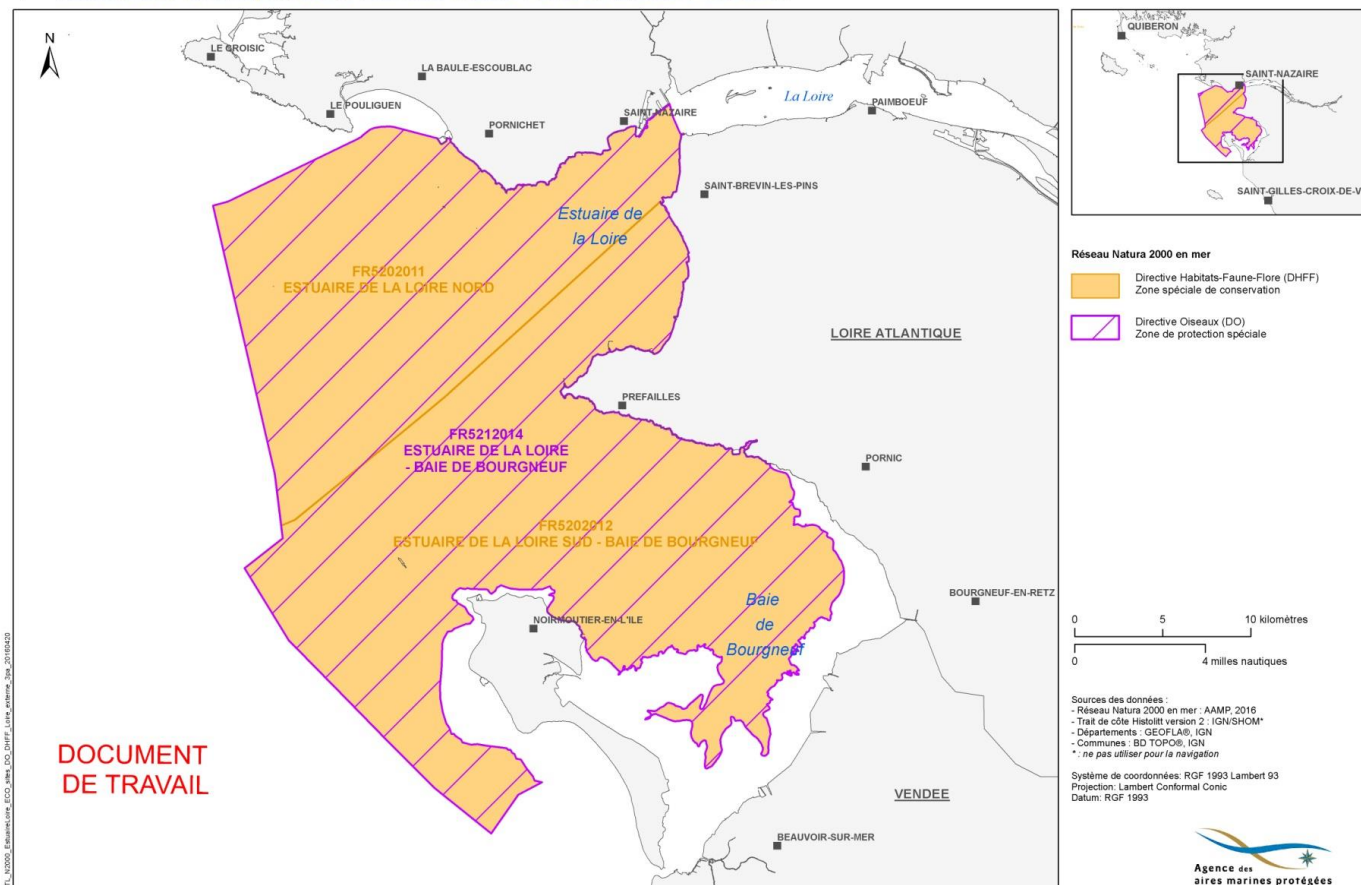 N
LE CROISIC
LA BAULE-ESCOUBLAC
LE POULIGUEN
PORNICHET
SAINT-NAZAIRE
La Loire
PAIMBOEUF
SAINT-BREVIN-LES-PINS
Estuaire de
la Loire
FR5202011
ESTUAIRE DE LA LOIRE NORD
LOIRE ATLANTIQUE
PREFAILLES
FR5212014
ESTUAIRE DE LA LOIRE
- BAIE DE BOURGNEUF
PORNIC
FR5202012
ESTUAIRE DE LA LOIRE SUD - BAIE DE BOURGNEUF
Baie
de
Bourgneuf
BOURGNEUF-EN-RETZ
NOIRMOUTIER-EN-L'ILE
DOCUMENT
DE TRAVAIL
VENDEE
BEAUVOIR-SUR-MER
QUIBERON
SAINT-NAZAIRE
SAINT-GILLES-CROIX-DE-V
Réseau Natura 2000 en mer
Directive Habitats-Faune-Flore (DHFF)
Zone spéciale de conservation
Directive Oiseaux (DO)
Zone de protection spéciale
0 5 10 kilomètres
0 4 milles nautiques
Sources des données :
- Réseau Natura 2000 en mer : AAMP, 2016
- Trait de côte Histolitt version 2 : IGN/SHOM*
- Départements : GEOFLA®, IGN
- Communes : BD TOPO®, IGN
* : ne pas utiliser pour la navigation
Système de coordonnées: RGF 1993 Lambert 93
Projection: Lambert Conformal Conic
Datum: RGF 1993
Agence des
aires marines protégées